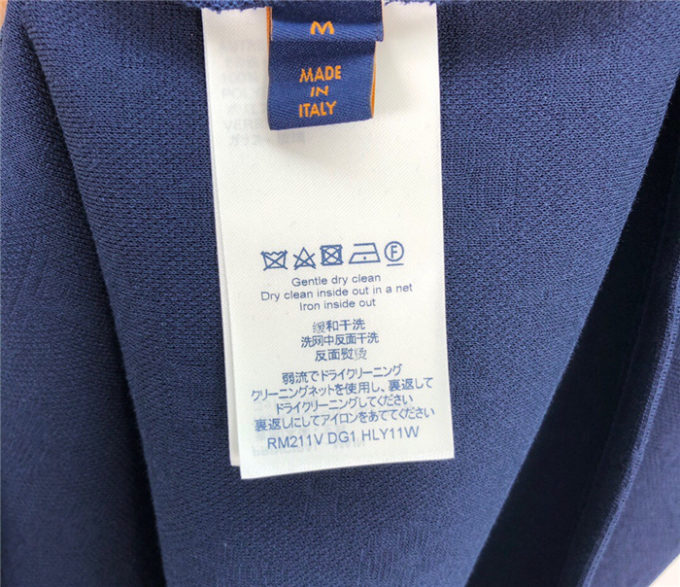 M
MADE
IN
ITALY
Gentle dry clean
Dry clean inside out in a net
Iron inside out
缓和干洗
洗网中反面干洗
反面熨烫
弱流でドライクリーニング
クリーニングネットを使用し、裏返して
ドライクリーニングしてください
裏返しにしてアイロンをあててください
RM211V DG1 HLY11W